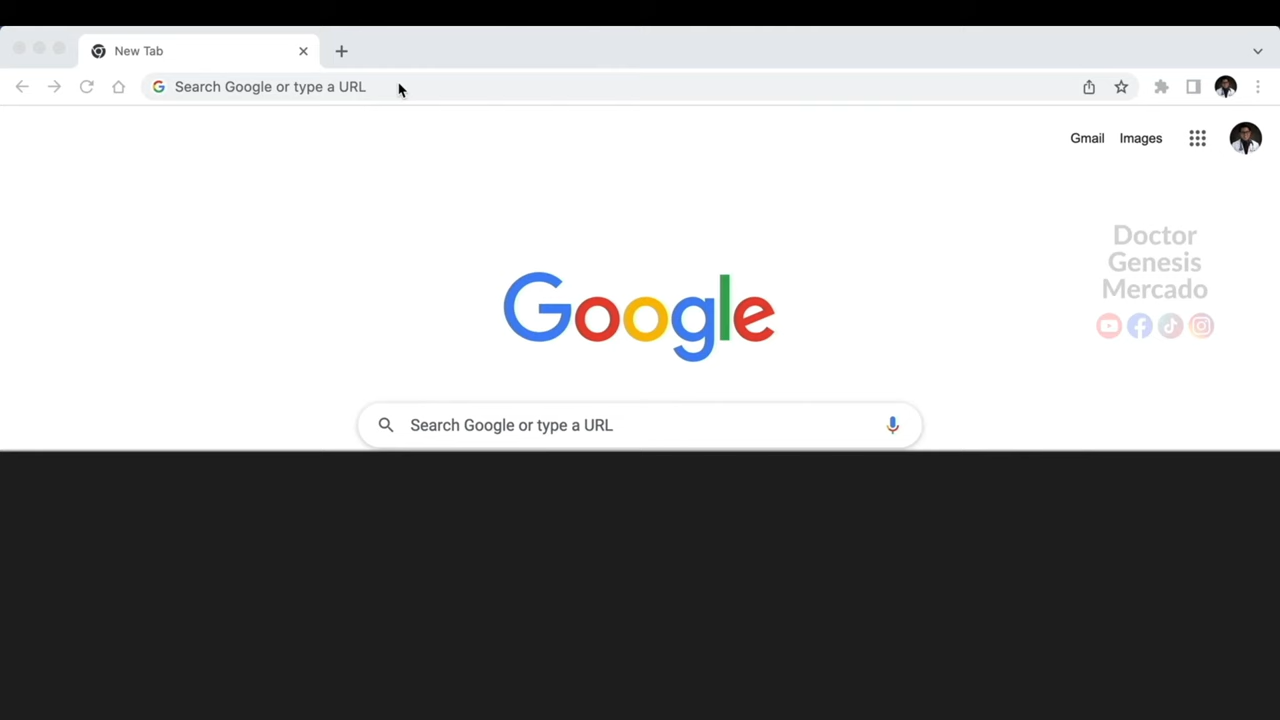 New Tab
Search Google or type a URL
Gmail Images
Doctor
Genesis
Mercado
Google
Search Google or type a URL